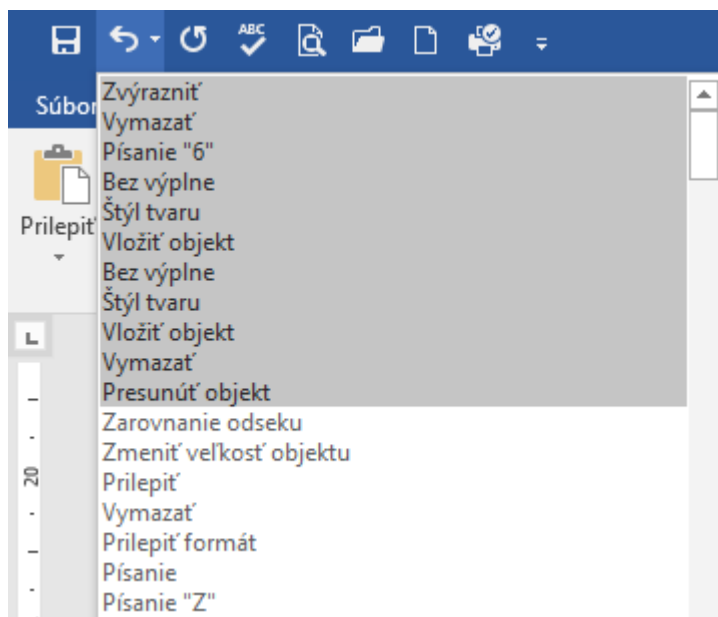 ABC
Súbor
Zvýrazniť
Vymazať
Písanie "6"
Bez výplne
Prilepiť
Štýl tvaru
Vložiť objekt
Bez výplne
Štýl tvaru
Vložiť objekt
L
Vymazať
Presunúť objekt
Zarovnanie odseku
Zmeniť veľkosť objektu
20
Prilepiť
Vymazať
Prilepiť formát
Písanie
Písanie "Z"